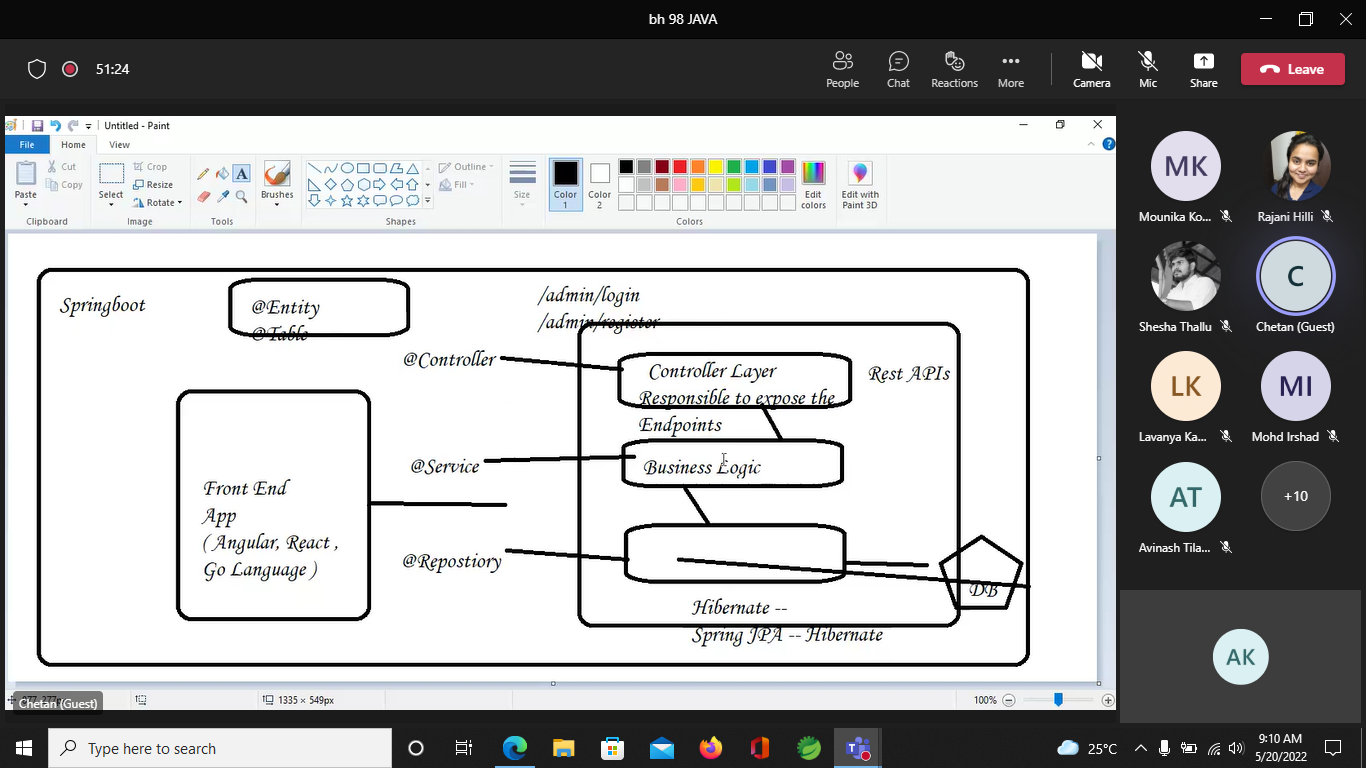 bh 98 JAVA
51:24
People
Chat
Reactions
More
Camera
Mic
Share
Leave
Untitled - Paint
File
Home
View
Paste
Cut
Copy
Clipboard
Select
Crop
Resize
Rotate
Image
A
Tools
Brushes
Shapes
Outline
Fill
Size
Color 1
Color 2
Edit colors
Edit with Paint 3D
Colors
Springboot
@Entity
@Table
/admin/login
/admin/register
@Controller
Controller Layer
Responsible to expose the
Endpoints
Rest APIs
@Service
Business Logic
Front End
App
( Angular, React ,
Go Language )
@Repostiory
DB
Hibernate --
Spring JPA -- Hibernate
1335 × 549px
100%
Chetan (Guest)
MK
Mounika Ko...
Rajani Hilli
Shesha Thallu
C
Chetan (Guest)
LK
Lavanya Ka...
MI
Mohd Irshad
AT
Avinash Tila...
+10
AK
Type here to search
25°C
9:10 AM
5/20/2022